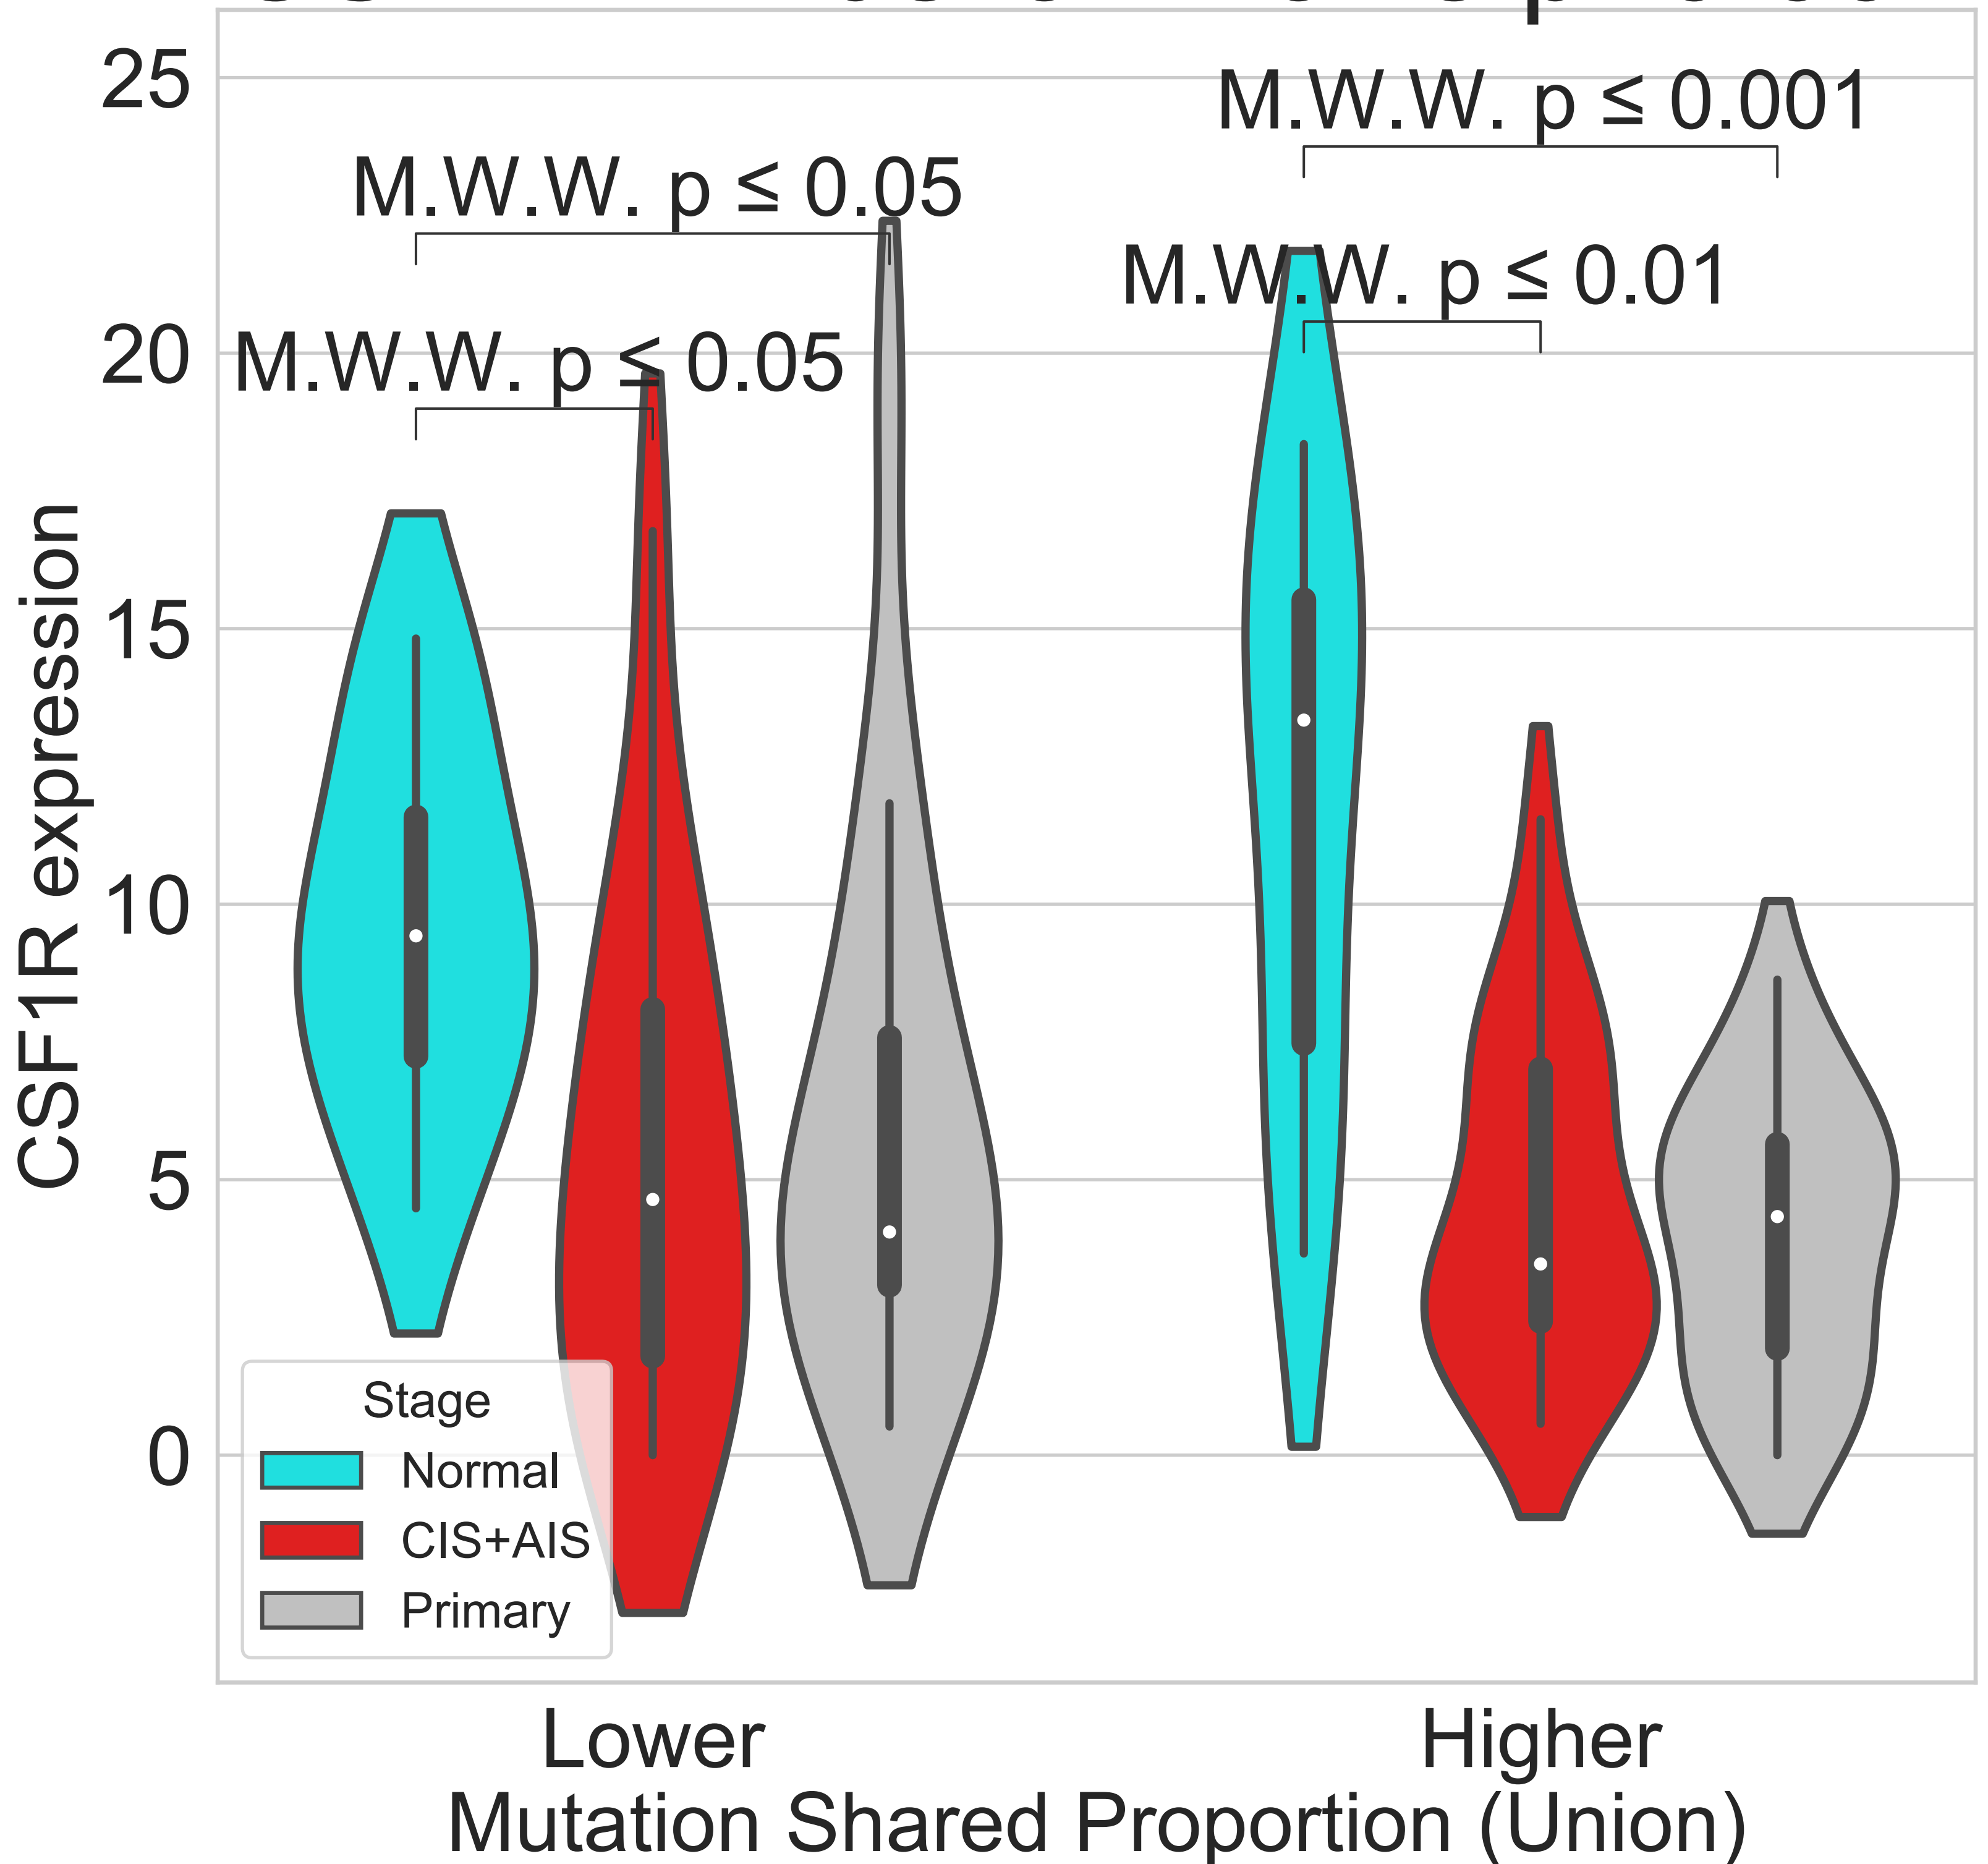 25
M.W.W. p ≤ 0.001
M.W.W. p ≤ 0.05
M.W.W. p ≤ 0.01
20
M.W.W. p ≤ 0.05
15
10
5
0
CSF1R expression
Stage
Normal
CIS+AIS
Primary
Lower
Higher
Mutation Shared Proportion (Union)